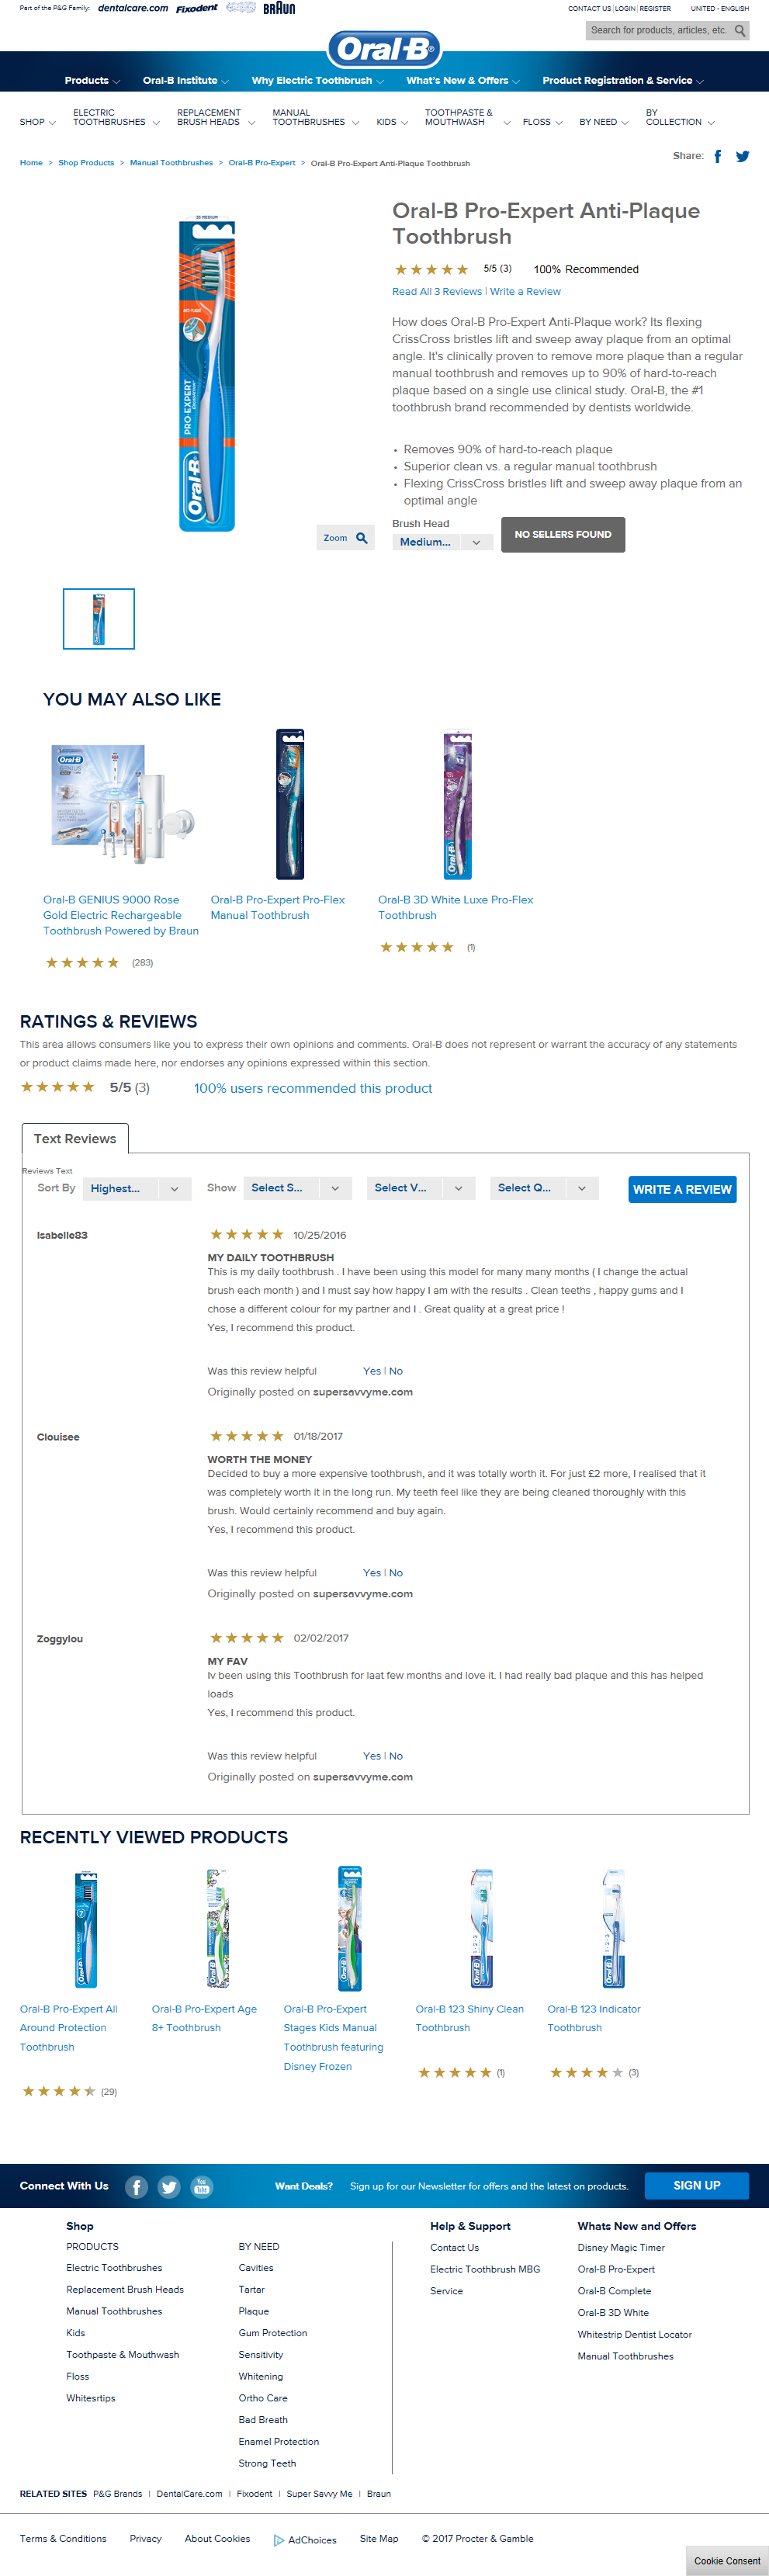 Part of the P&G Family: dentalcare.com Fixodent BRAUN
CONTACT US | LOGIN | REGISTER UNITED - ENGLISH
Search for products, articles, etc.
Oral-B
Products Oral-B Institute Why Electric Toothbrush What's New & Offers Product Registration & Service
SHOP ELECTRIC TOOTHBRUSHES REPLACEMENT BRUSH HEADS MANUAL TOOTHBRUSHES KIDS TOOTHPASTE & MOUTHWASH FLOSS BY NEED BY COLLECTION
Home > Shop Products > Manual Toothbrushes > Oral-B Pro-Expert > Oral-B Pro-Expert Anti-Plaque Toothbrush
Share:
35 MEDIUM
ANTI-PLAQUE
PRO-EXPERT
Oral-B
Oral-B Pro-Expert Anti-Plaque
Toothbrush
5/5 (3) 100% Recommended
Read All 3 Reviews | Write a Review
How does Oral-B Pro-Expert Anti-Plaque work? Its flexing
CrissCross bristles lift and sweep away plaque from an optimal
angle. It's clinically proven to remove more plaque than a regular
manual toothbrush and removes up to 90% of hard-to-reach
plaque based on a single use clinical study. Oral-B, the #1
toothbrush brand recommended by dentists worldwide.
• Removes 90% of hard-to-reach plaque
• Superior clean vs. a regular manual toothbrush
• Flexing CrissCross bristles lift and sweep away plaque from an
optimal angle
Brush Head
Zoom
Medium...
NO SELLERS FOUND
YOU MAY ALSO LIKE
Oral-B
GENIUS
Oral-B
Oral-B GENIUS 9000 Rose
Gold Electric Rechargeable
Toothbrush Powered by Braun
(283)
Oral-B Pro-Expert Pro-Flex
Manual Toothbrush
Oral-B 3D White Luxe Pro-Flex
Toothbrush
(1)
RATINGS & REVIEWS
This area allows consumers like you to express their own opinions and comments. Oral-B does not represent or warrant the accuracy of any statements
or product claims made here, nor endorses any opinions expressed within this section.
5/5 (3) 100% users recommended this product
Text Reviews
Reviews Text
Sort By Highest... Show Select S... Select V... Select Q... WRITE A REVIEW
Isabelle83 10/25/2016
MY DAILY TOOTHBRUSH
This is my daily toothbrush . I have been using this model for many many months ( I change the actual
brush each month ) and I must say how happy I am with the results . Clean teeths , happy gums and I
chose a different colour for my partner and I . Great quality at a great price !
Yes, I recommend this product.
Was this review helpful Yes | No
Originally posted on supersavvyme.com
Clouisee 01/18/2017
WORTH THE MONEY
Decided to buy a more expensive toothbrush, and it was totally worth it. For just £2 more, I realised that it
was completely worth it in the long run. My teeth feel like they are being cleaned thoroughly with this
brush. Would certainly recommend and buy again.
Yes, I recommend this product.
Was this review helpful Yes | No
Originally posted on supersavvyme.com
Zoggylou 02/02/2017
MY FAV
Iv been using this Toothbrush for laat few months and love it. I had really bad plaque and this has helped
loads
Yes, I recommend this product.
Was this review helpful Yes | No
Originally posted on supersavvyme.com
RECENTLY VIEWED PRODUCTS
Oral-B Pro-Expert All
Around Protection
Toothbrush
(29)
Oral-B Pro-Expert Age
8+ Toothbrush
Oral-B Pro-Expert
Stages Kids Manual
Toothbrush featuring
Disney Frozen
Oral-B 123 Shiny Clean
Toothbrush
(1)
Oral-B 123 Indicator
Toothbrush
(3)
Connect With Us You Tube Want Deals? Sign up for our Newsletter for offers and the latest on products. SIGN UP
Shop
PRODUCTS
Electric Toothbrushes
Replacement Brush Heads
Manual Toothbrushes
Kids
Toothpaste & Mouthwash
Floss
Whitesrtips
BY NEED
Cavities
Tartar
Plaque
Gum Protection
Sensitivity
Whitening
Ortho Care
Bad Breath
Enamel Protection
Strong Teeth
Help & Support
Contact Us
Electric Toothbrush MBG
Service
Whats New and Offers
Disney Magic Timer
Oral-B Pro-Expert
Oral-B Complete
Oral-B 3D White
Whitestrip Dentist Locator
Manual Toothbrushes
RELATED SITES P&G Brands | DentalCare.com | Fixodent | Super Savvy Me | Braun
Terms & Conditions Privacy About Cookies AdChoices Site Map © 2017 Procter & Gamble
Cookie Consent